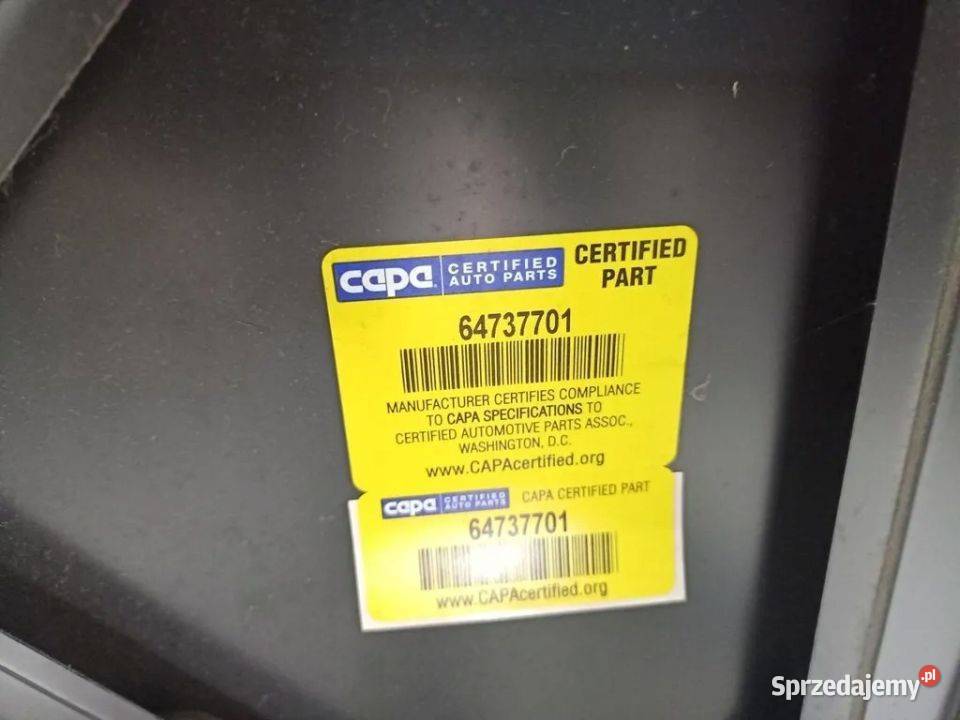 capa CERTIFIED AUTO PARTS
CERTIFIED PART
64737701
MANUFACTURER CERTIFIES COMPLIANCE
TO CAPA SPECIFICATIONS TO
CERTIFIED AUTOMOTIVE PARTS ASSOC.,
WASHINGTON, D.C.
www.CAPAcertified.org
capa CERTIFIED AUTO PARTS CAPA CERTIFIED PART
64737701
www.CAPAcertified.org
Sprzedajemy.pl